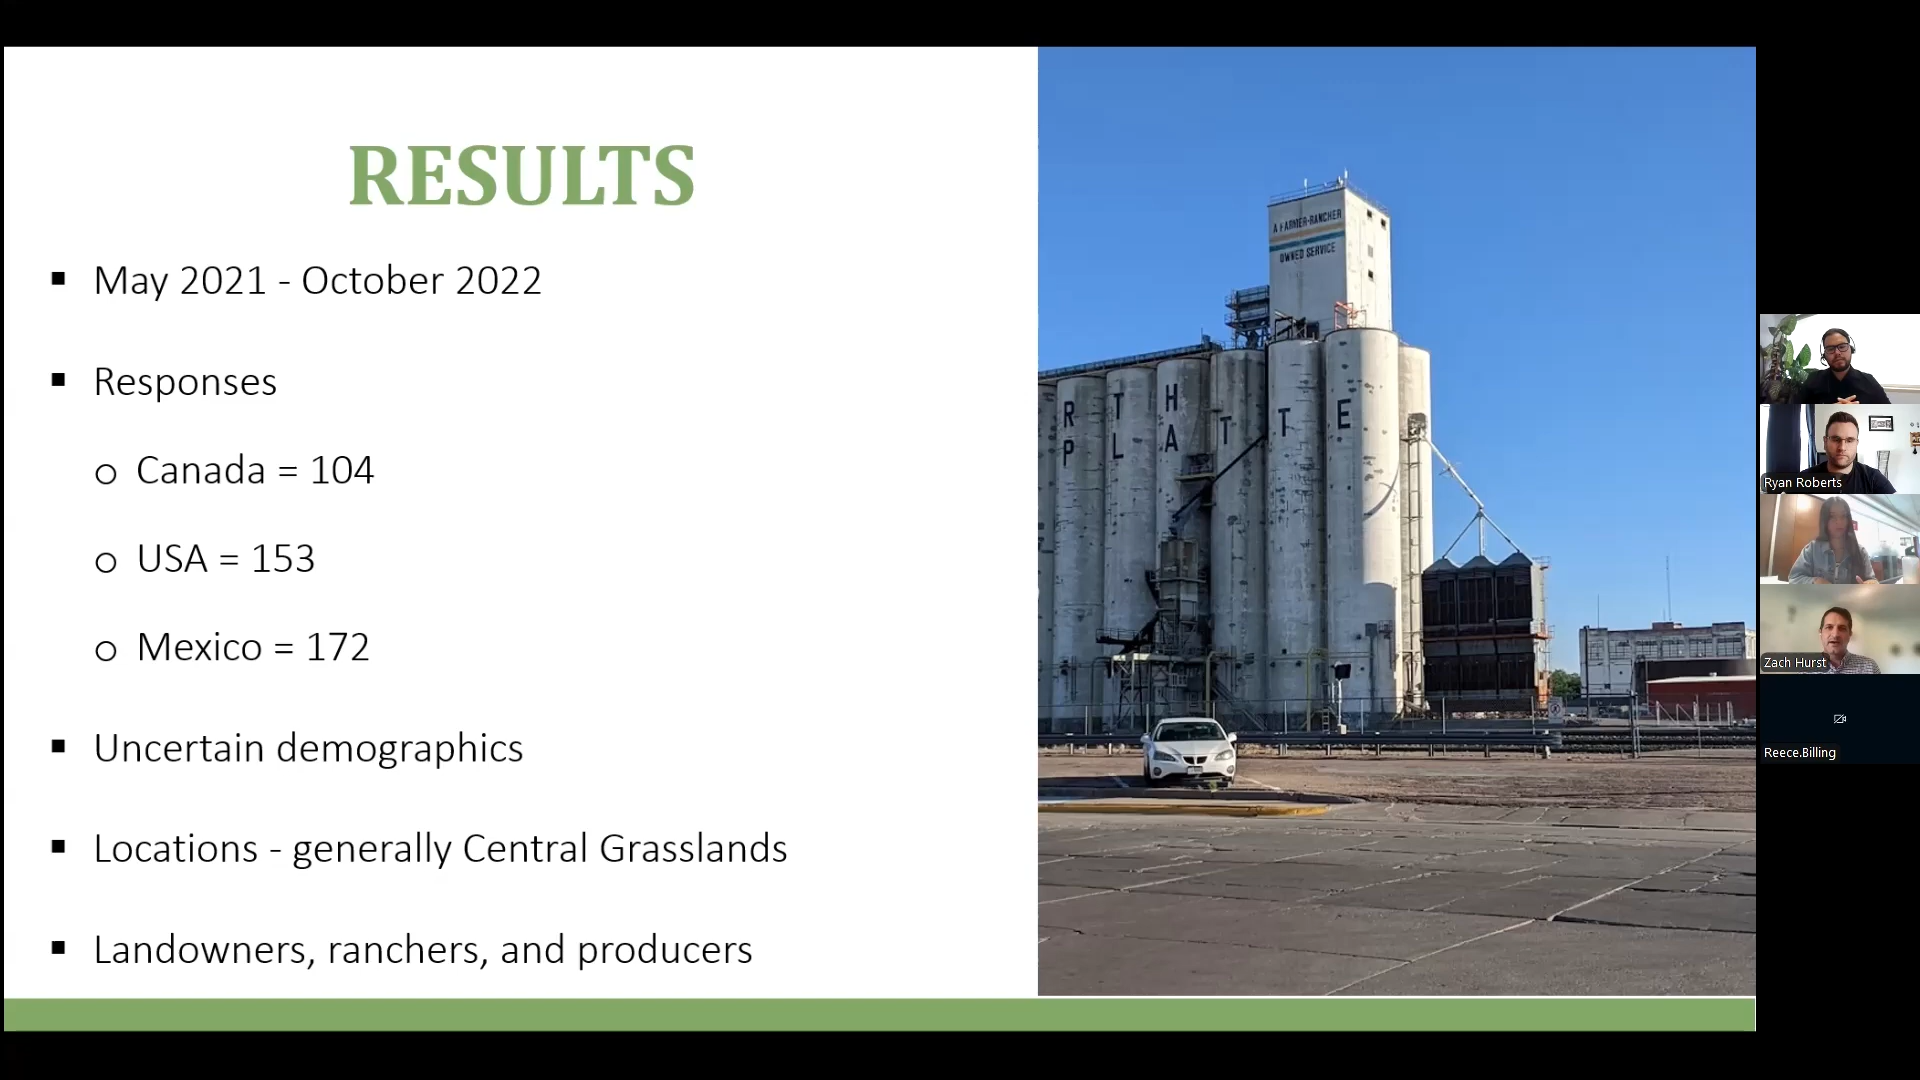 RESULTS
▪ May 2021 - October 2022
▪ Responses
o Canada = 104
o USA = 153
o Mexico = 172
▪ Uncertain demographics
▪ Locations - generally Central Grasslands
▪ Landowners, ranchers, and producers
A FARMER-RANCHER
OWNED SERVICE
R T H
P L A T T E
Ryan Roberts
Zach Hurst
Reece.Billing